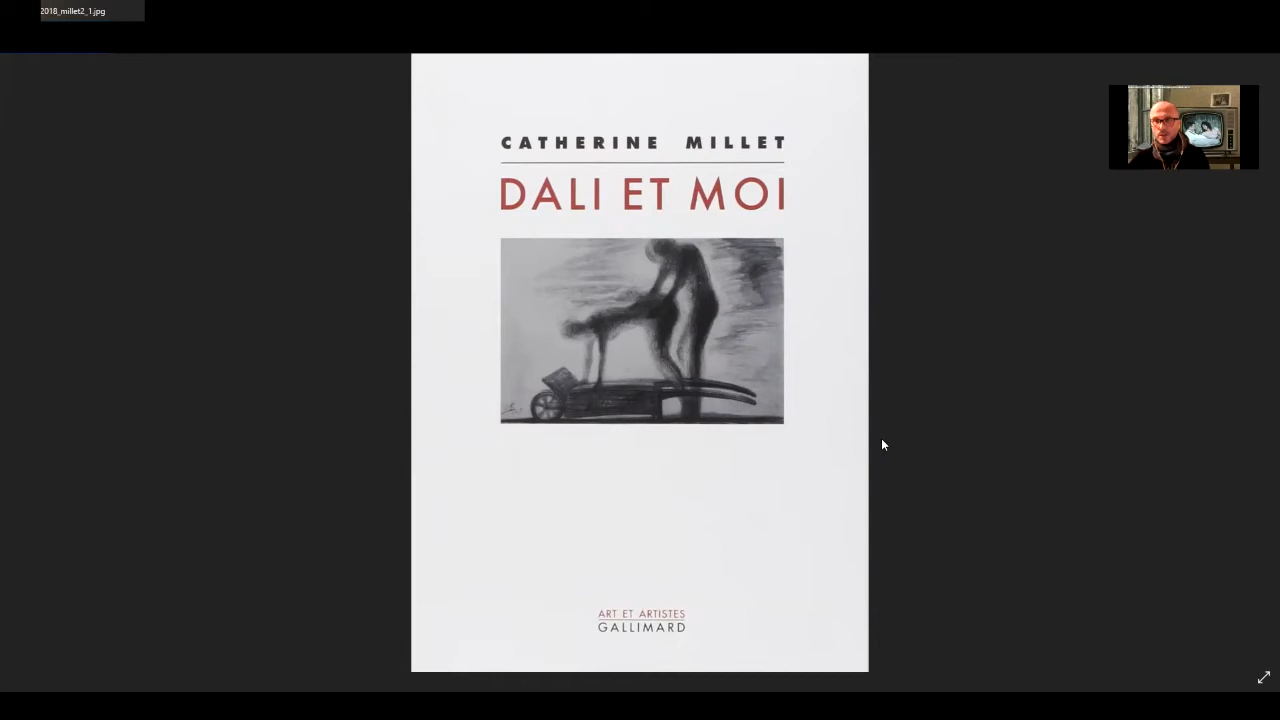 2018_millet2_1.jpg
CATHERINE MILLET
DALI ET MOI
ART ET ARTISTES
GALLIMARD